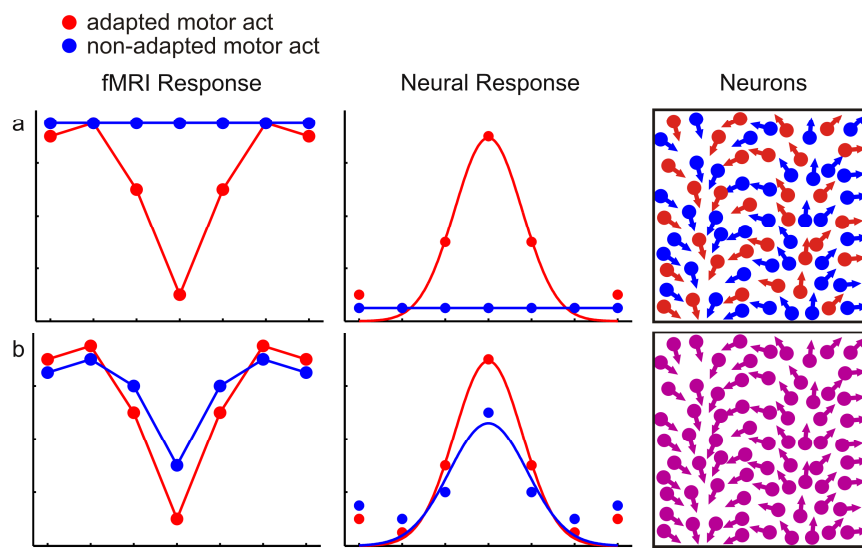 adapted motor act
non-adapted motor act
fMRI Response
Neural Response
Neurons
a
b